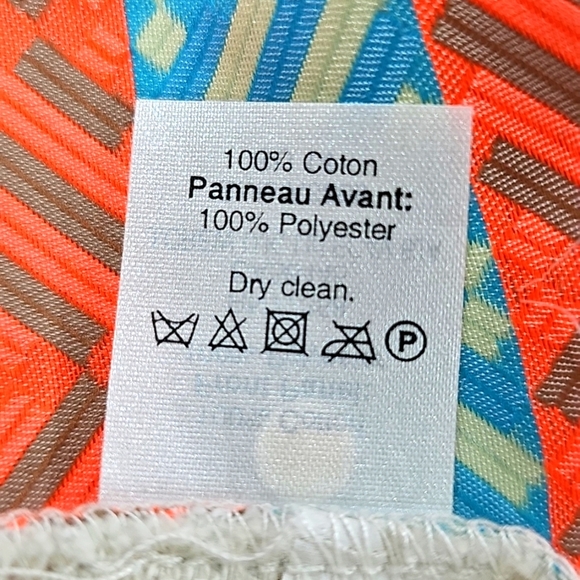 100% Coton
Panneau Avant:
100% Polyester
Dry clean.
P